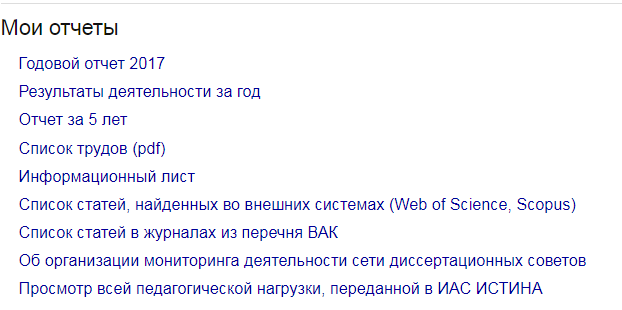 Мои отчеты
Годовой отчет 2017
Результаты деятельности за год
Отчет за 5 лет
Список трудов (pdf)
Информационный лист
Список статей, найденных во внешних системах (Web of Science, Scopus)
Список статей в журналах из перечня ВАК
Об организации мониторинга деятельности сети диссертационных советов
Просмотр всей педагогической нагрузки, переданной в ИАС ИСТИНА